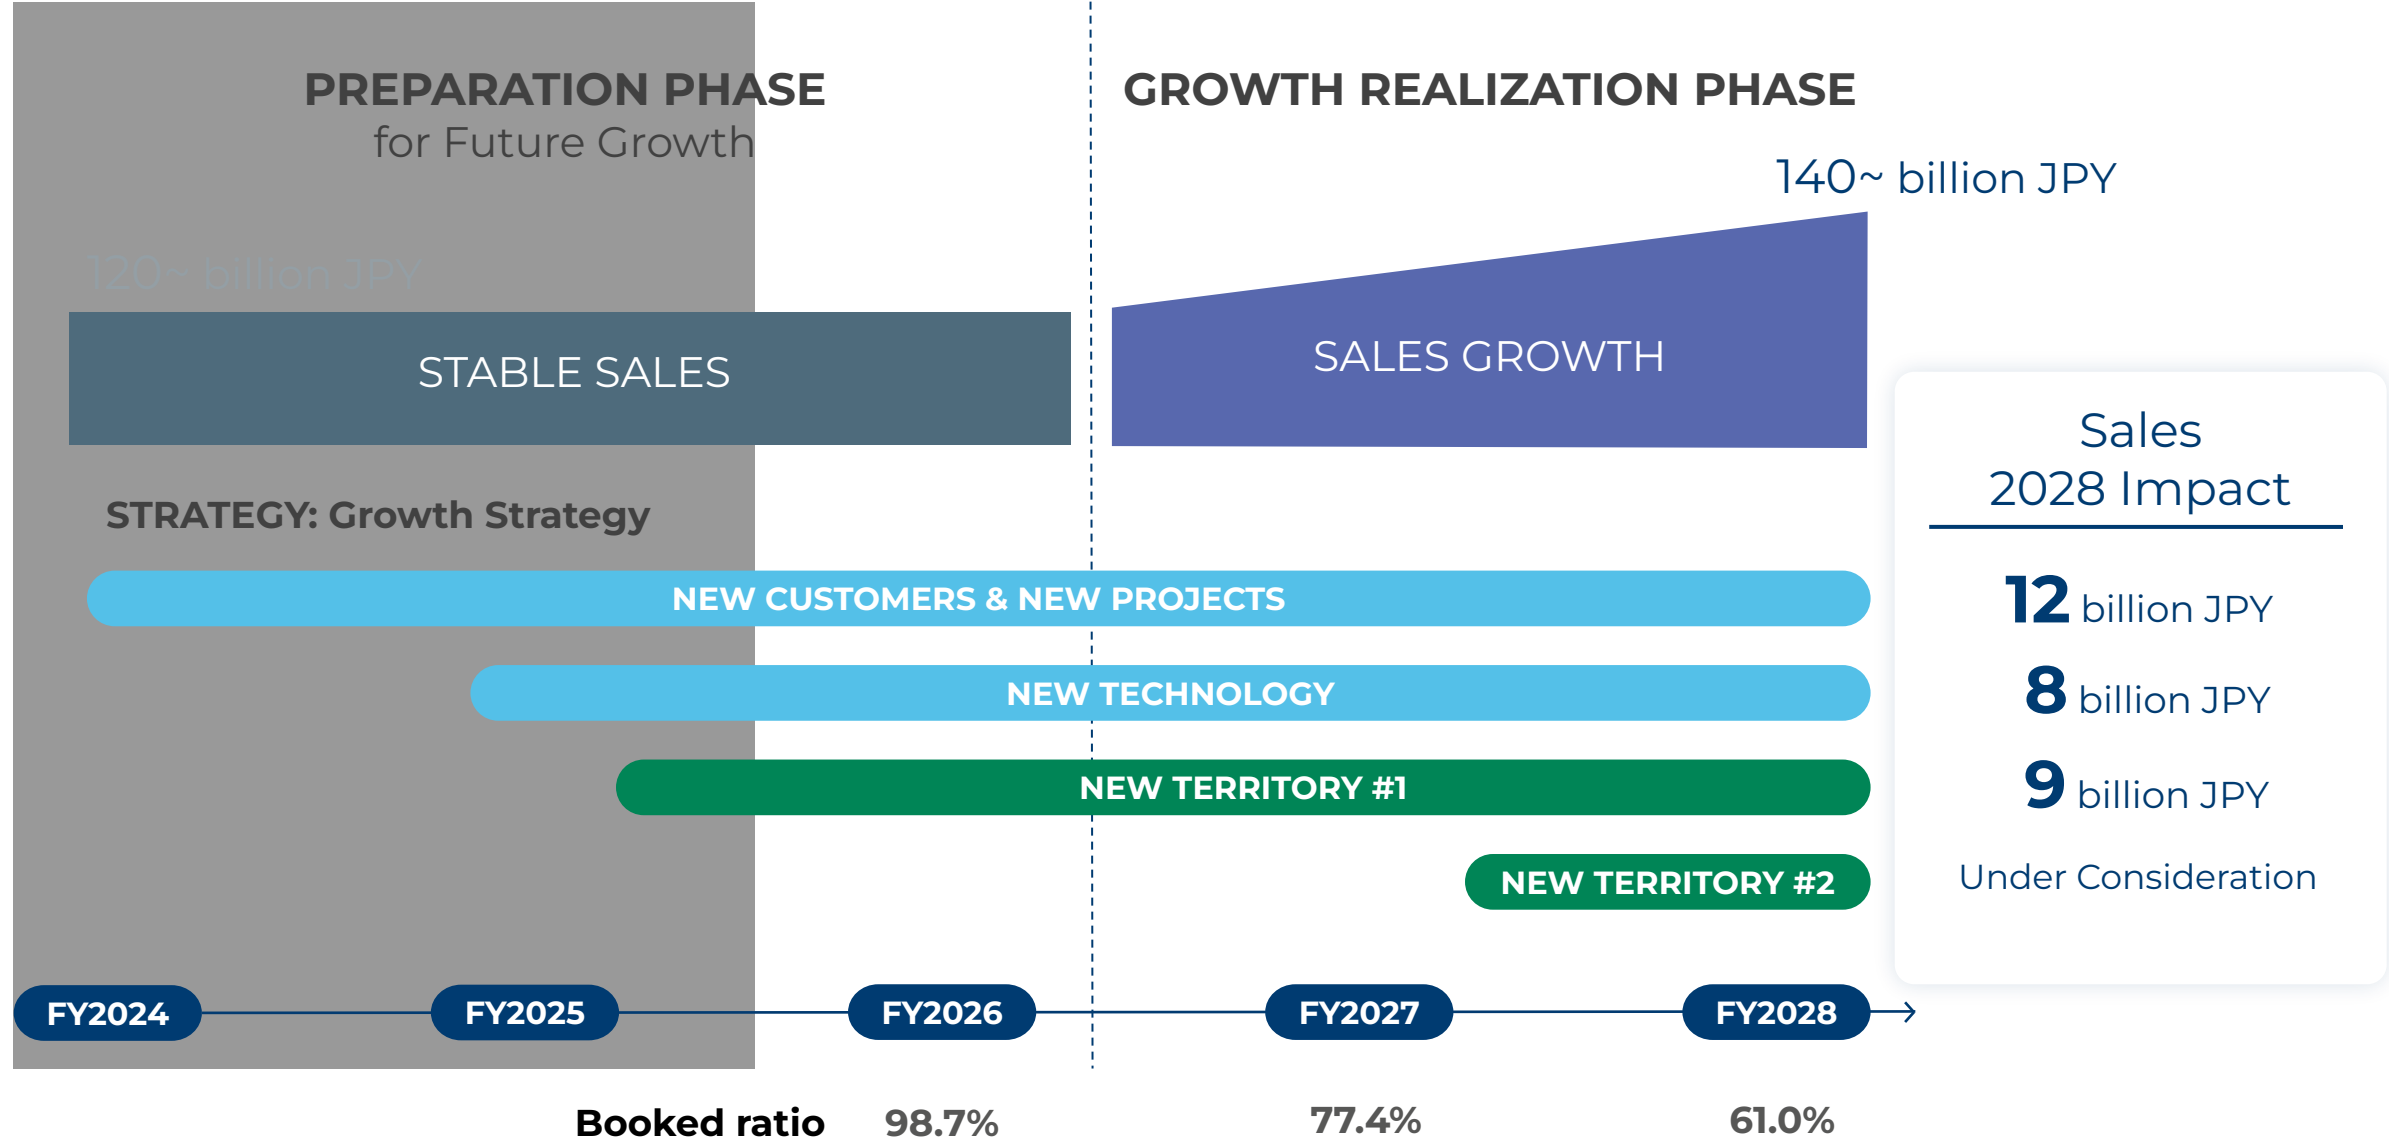 PREPARATION PHASE
for Future Growth
GROWTH REALIZATION PHASE
140~ billion JPY
120~ billion JPY
STABLE SALES
SALES GROWTH
STRATEGY: Growth Strategy
NEW CUSTOMERS & NEW PROJECTS
NEW TECHNOLOGY
NEW TERRITORY #1
NEW TERRITORY #2
Sales
2028 Impact
12 billion JPY
8 billion JPY
9 billion JPY
Under Consideration
FY2024
FY2025
FY2026
FY2027
FY2028
Booked ratio 98.7% 77.4% 61.0%